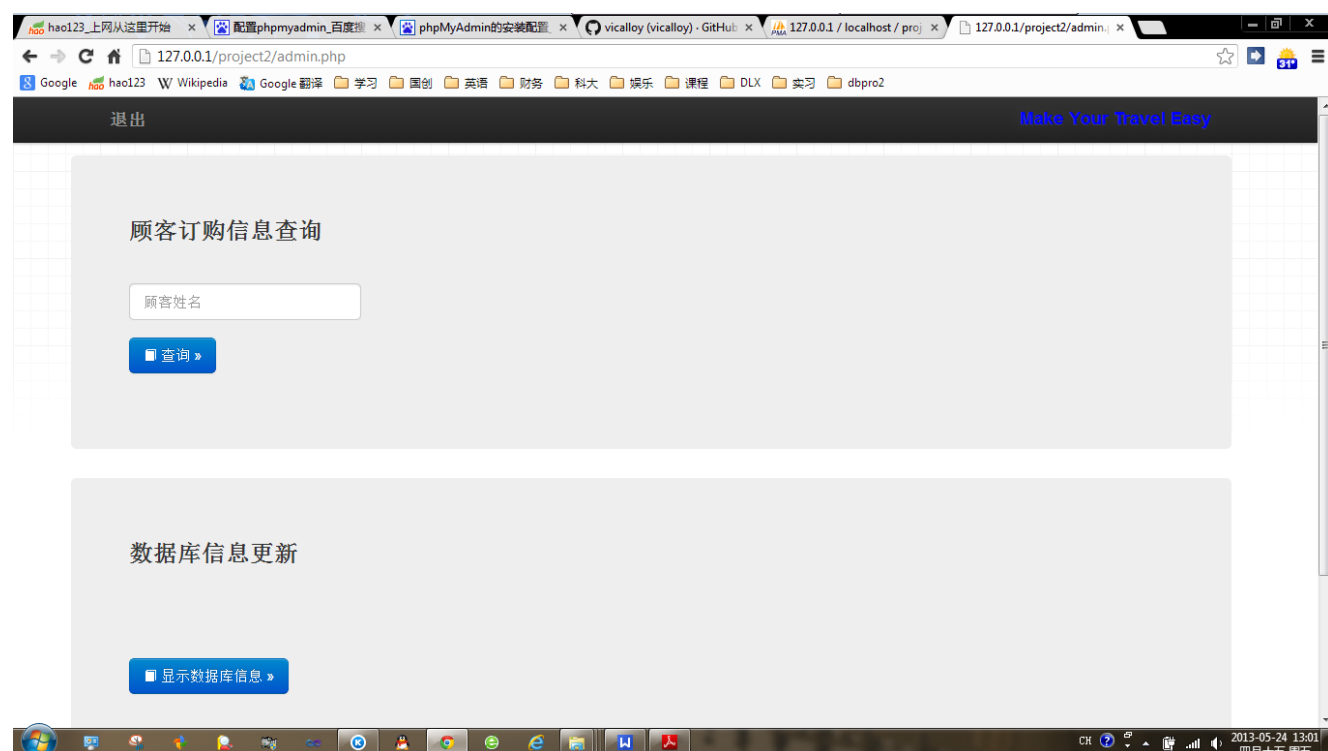 hao123_上网从这里开始
配置phpmyadmin_百度搜
phpMyAdmin的安装配置_
vicalloy (vicalloy) · GitHub
127.0.0.1 / localhost / proj
127.0.0.1/project2/admin.
127.0.0.1/project2/admin.php
31°
Google hao123 Wikipedia Google 翻译 学习 国创 英语 财务 科大 娱乐 课程 DLX 实习 dbpro2
退出 Make Your Travel Easy
顾客订购信息查询
顾客姓名
查询 »
数据库信息更新
显示数据库信息 »
CH 2013-05-24 13:01